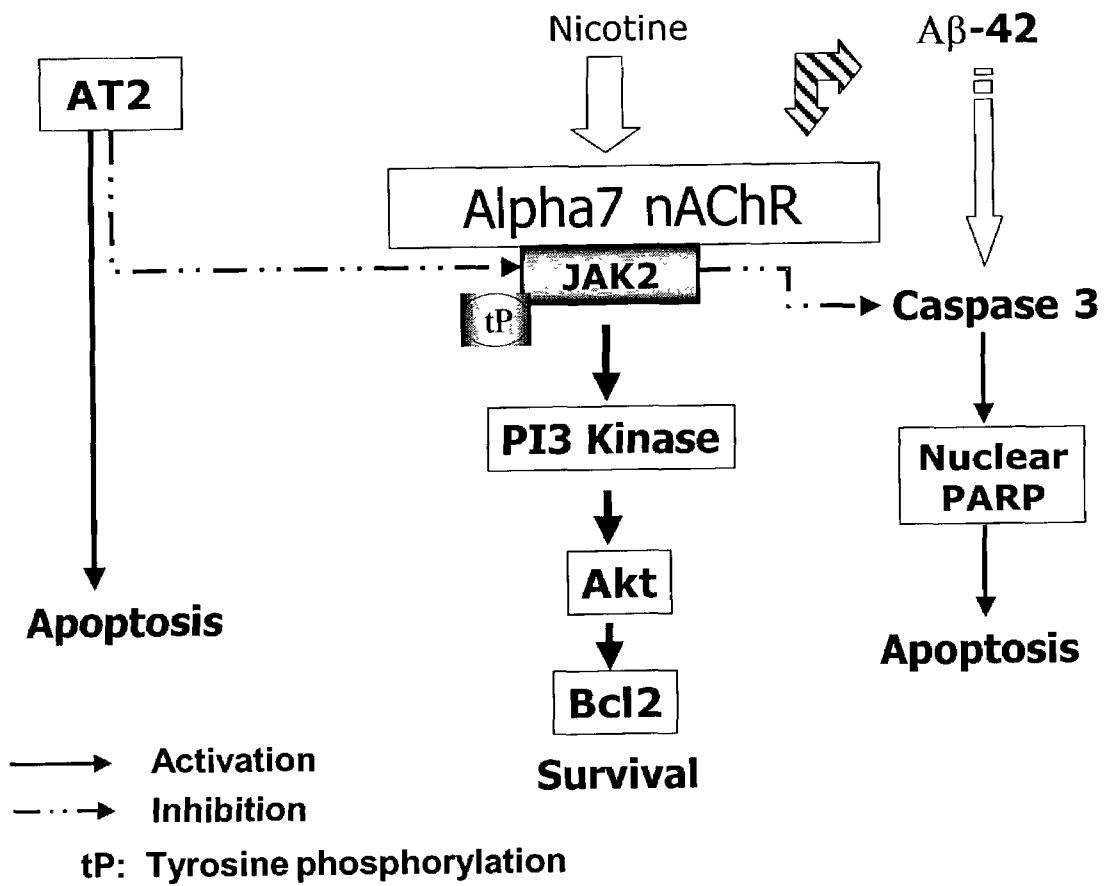 Nicotine
Aβ-42
AT2
Alpha7 nAChR
JAK2
tP
Caspase 3
PI3 Kinase
Nuclear
PARP
Akt
Apoptosis
Apoptosis
Bcl2
Survival
Activation
Inhibition
tP: Tyrosine phosphorylation